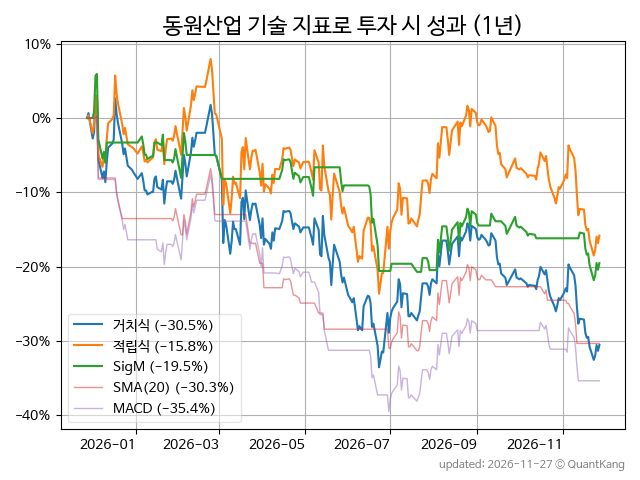 동원산업 기술 지표로 투자 시 성과 (1년)
10%
0%
−10%
−20%
−30%
−40%
거치식 (−30.5%)
적립식 (−15.8%)
SigM (−19.5%)
SMA(20) (−30.3%)
MACD (−35.4%)
2026-01 2026-03 2026-05 2026-07 2026-09 2026-11
updated: 2026-11-27 © QuantKang